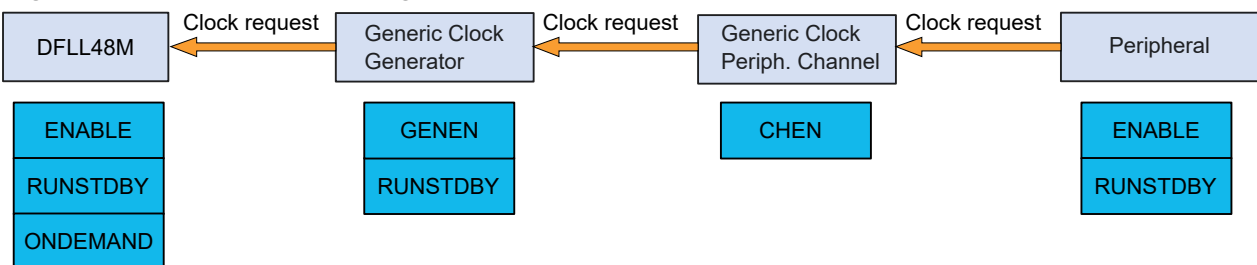 Clock request
Clock request
Clock request
DFLL48M
Generic Clock
Generator
Generic Clock
Periph. Channel
Peripheral
ENABLE
GENEN
CHEN
ENABLE
RUNSTDBY
RUNSTDBY
RUNSTDBY
ONDEMAND